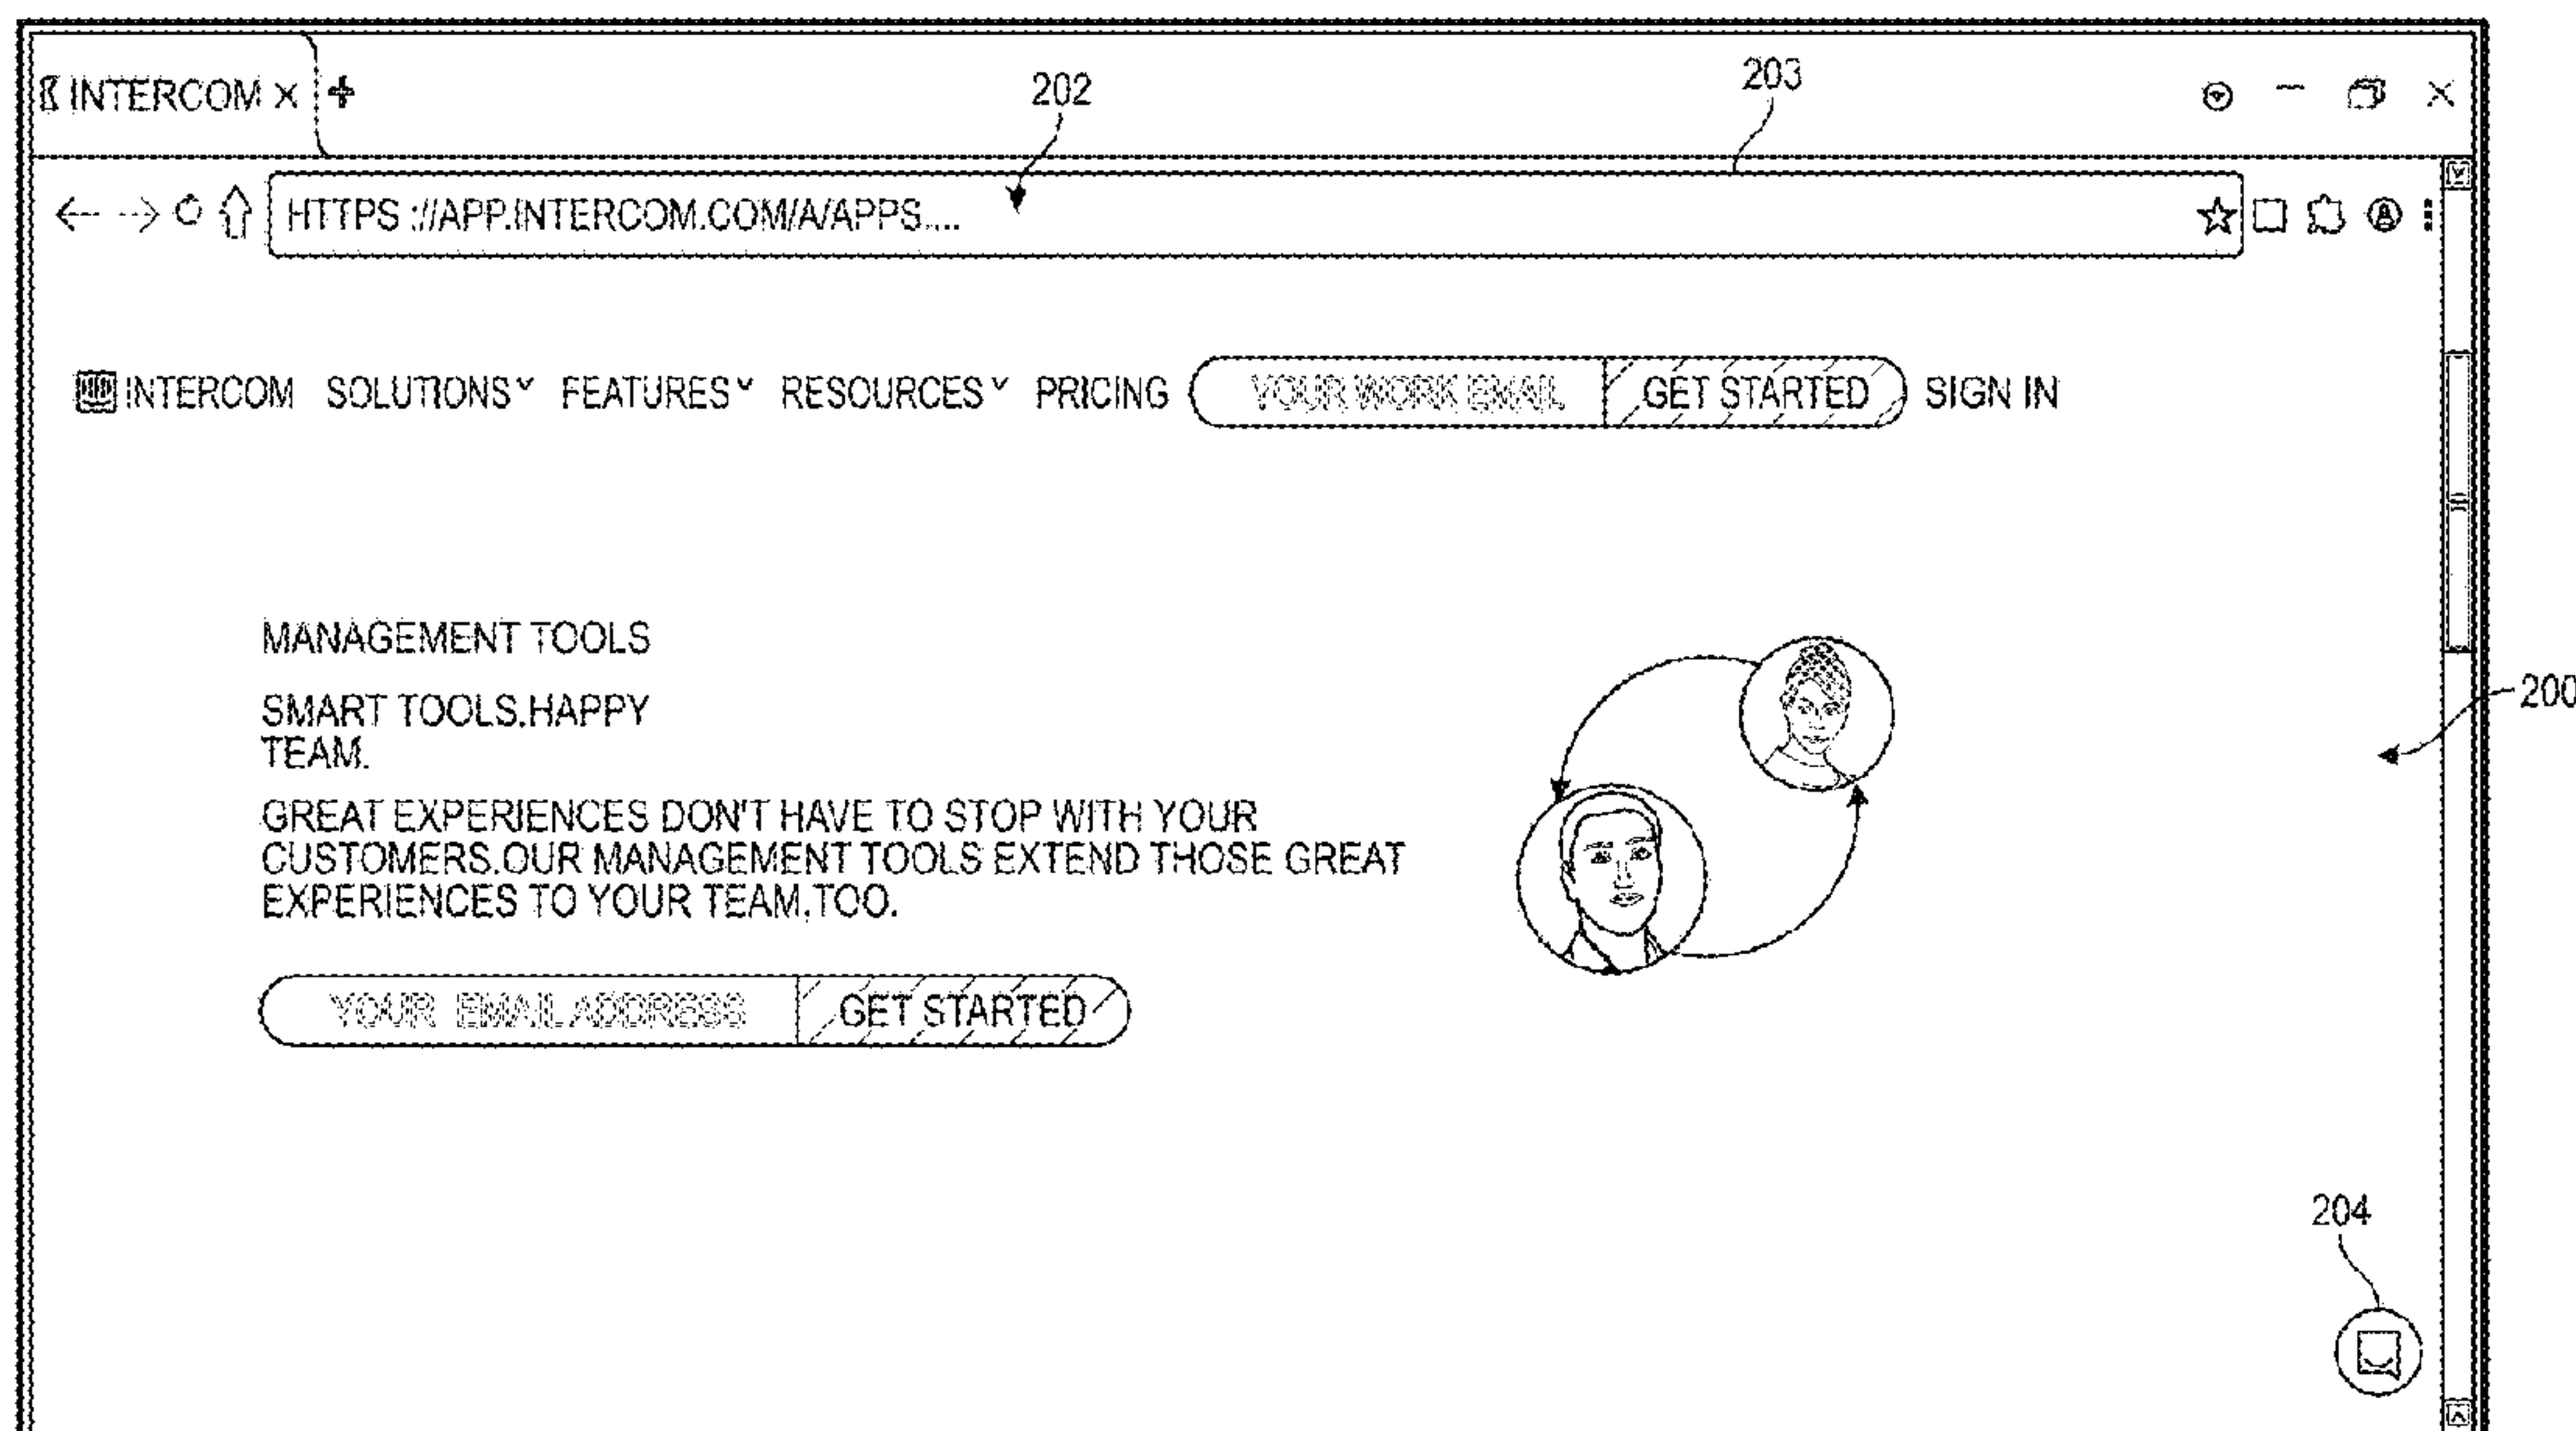 INTERCOM
202
203
HTTPS ://APP.INTERCOM.COM/A/APPS....
INTERCOM SOLUTIONS FEATURES RESOURCES PRICING YOUR WORK EMAIL GET STARTED SIGN IN
MANAGEMENT TOOLS
SMART TOOLS.HAPPY
TEAM.
200
GREAT EXPERIENCES DON'T HAVE TO STOP WITH YOUR
CUSTOMERS.OUR MANAGEMENT TOOLS EXTEND THOSE GREAT
EXPERIENCES TO YOUR TEAM,TOO.
YOUR EMAIL ADDRESS GET STARTED
204